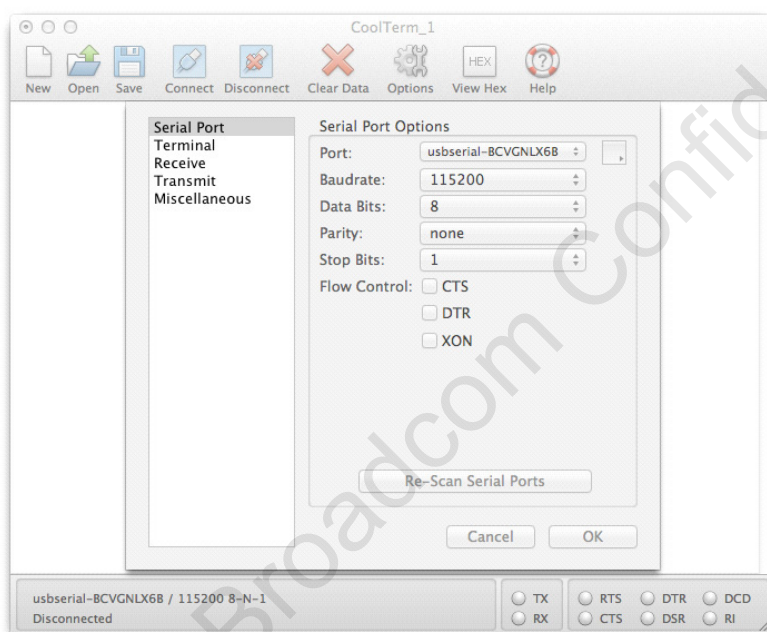 CoolTerm_1
New Open Save Connect Disconnect Clear Data Options View Hex Help
HEX
Serial Port
Terminal
Receive
Transmit
Miscellaneous
Serial Port Options
Port: usbserial-BCVGNLX6B
Baudrate: 115200
Data Bits: 8
Parity: none
Stop Bits: 1
Flow Control: CTS
DTR
XON
Re-Scan Serial Ports
Cancel OK
usbserial-BCVGNLX6B / 115200 8-N-1
Disconnected
TX RTS DTR DCD
RX CTS DSR RI
Broadcom Confid